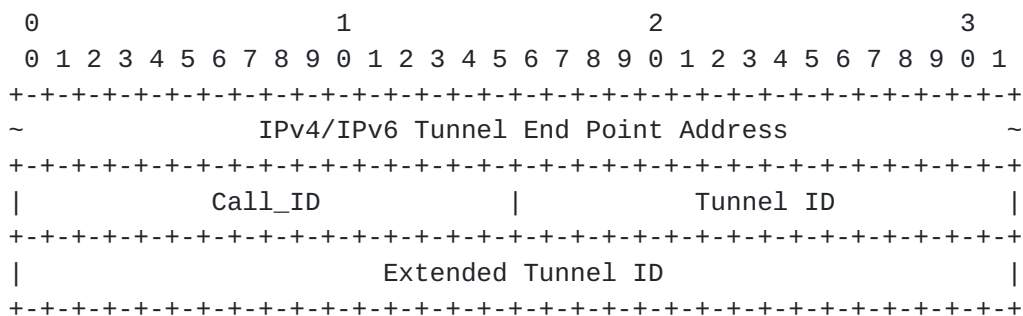 0                   1                   2                   3
 0 1 2 3 4 5 6 7 8 9 0 1 2 3 4 5 6 7 8 9 0 1 2 3 4 5 6 7 8 9 0 1
+-+-+-+-+-+-+-+-+-+-+-+-+-+-+-+-+-+-+-+-+-+-+-+-+-+-+-+-+-+-+-+-+
~               IPv4/IPv6 Tunnel End Point Address              ~
+-+-+-+-+-+-+-+-+-+-+-+-+-+-+-+-+-+-+-+-+-+-+-+-+-+-+-+-+-+-+-+-+
|            Call_ID            |           Tunnel ID           |
+-+-+-+-+-+-+-+-+-+-+-+-+-+-+-+-+-+-+-+-+-+-+-+-+-+-+-+-+-+-+-+-+
|                       Extended Tunnel ID                      |
+-+-+-+-+-+-+-+-+-+-+-+-+-+-+-+-+-+-+-+-+-+-+-+-+-+-+-+-+-+-+-+-+